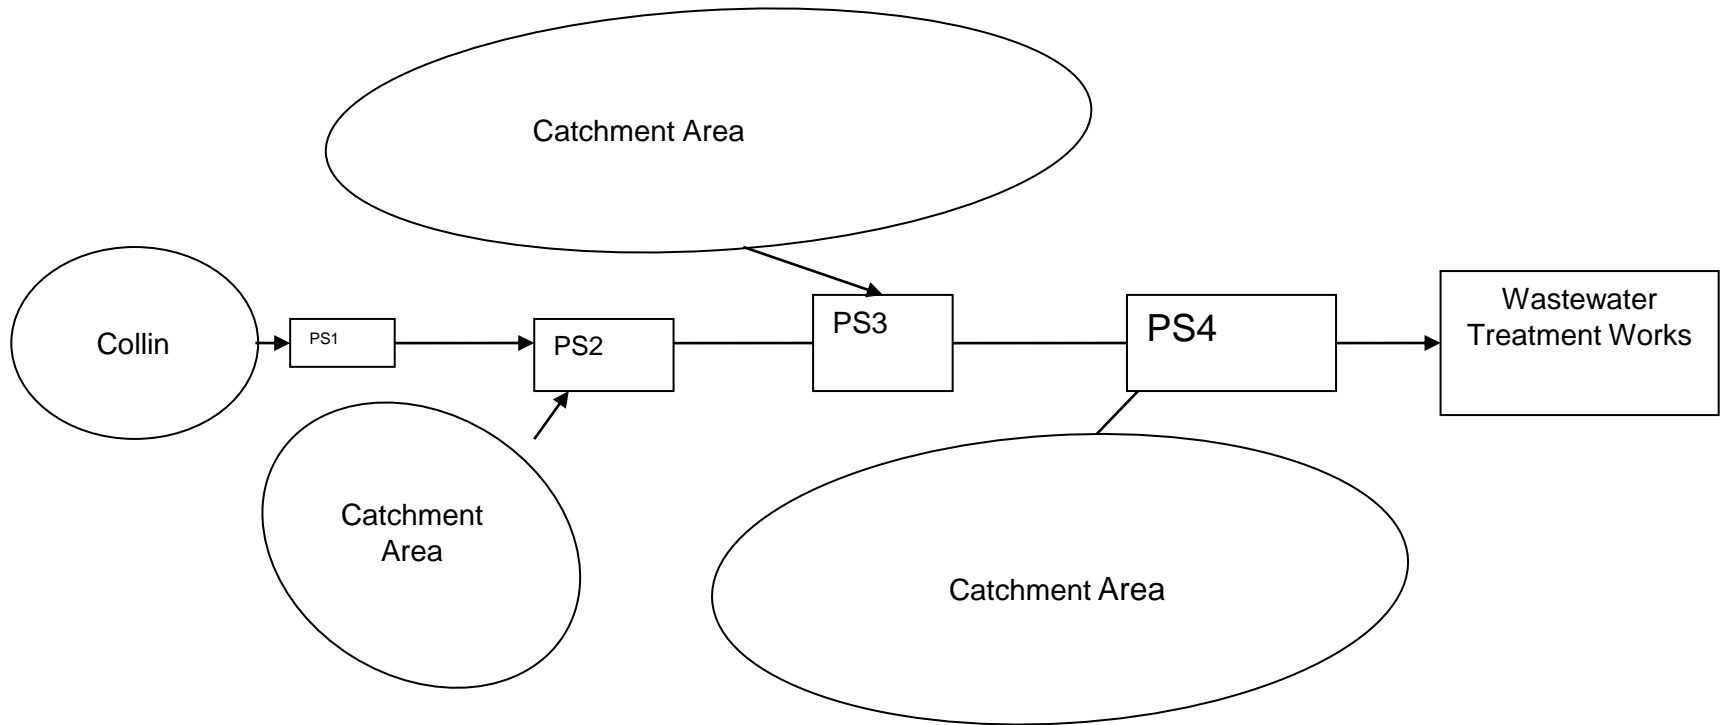 Catchment Area
Collin
PS1
PS2
PS3
PS4
Wastewater
Treatment Works
Catchment
Area
Catchment Area